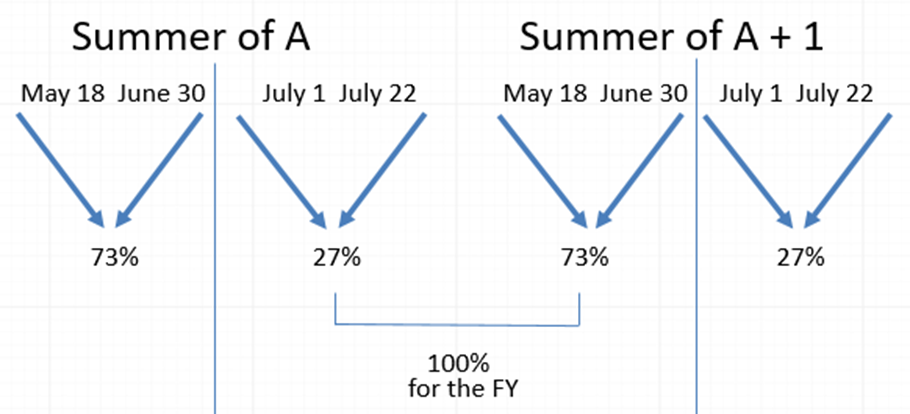 Summer of A
Summer of A + 1
May 18 June 30
July 1 July 22
May 18 June 30
July 1 July 22
73%
27%
73%
27%
100%
for the FY